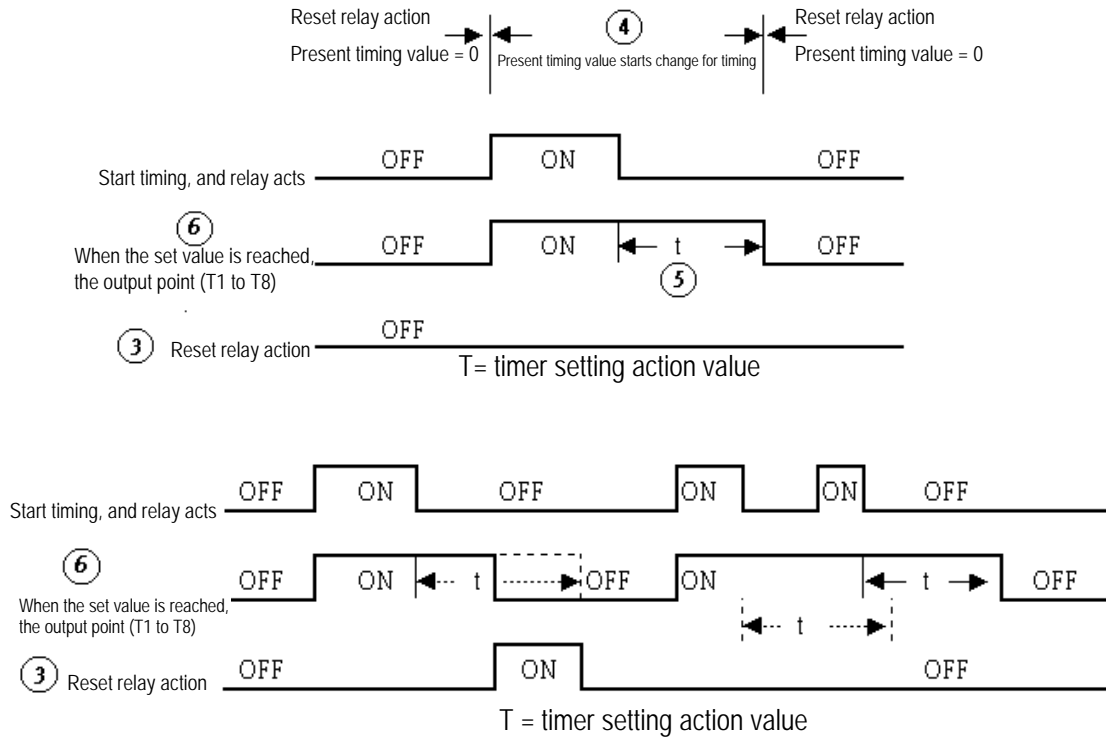 Reset relay action
4
Reset relay action
Present timing value = 0
Present timing value starts change for timing
Present timing value = 0
OFF
ON
OFF
Start timing, and relay acts
6
When the set value is reached,
the output point (T1 to T8)
OFF
ON
t
OFF
5
3
Reset relay action
OFF
T= timer setting action value
Start timing, and relay acts
OFF
ON
OFF
ON
ON
OFF
6
When the set value is reached,
the output point (T1 to T8)
OFF
ON
t
OFF
ON
t
OFF
t
3
Reset relay action
OFF
ON
OFF
T = timer setting action value